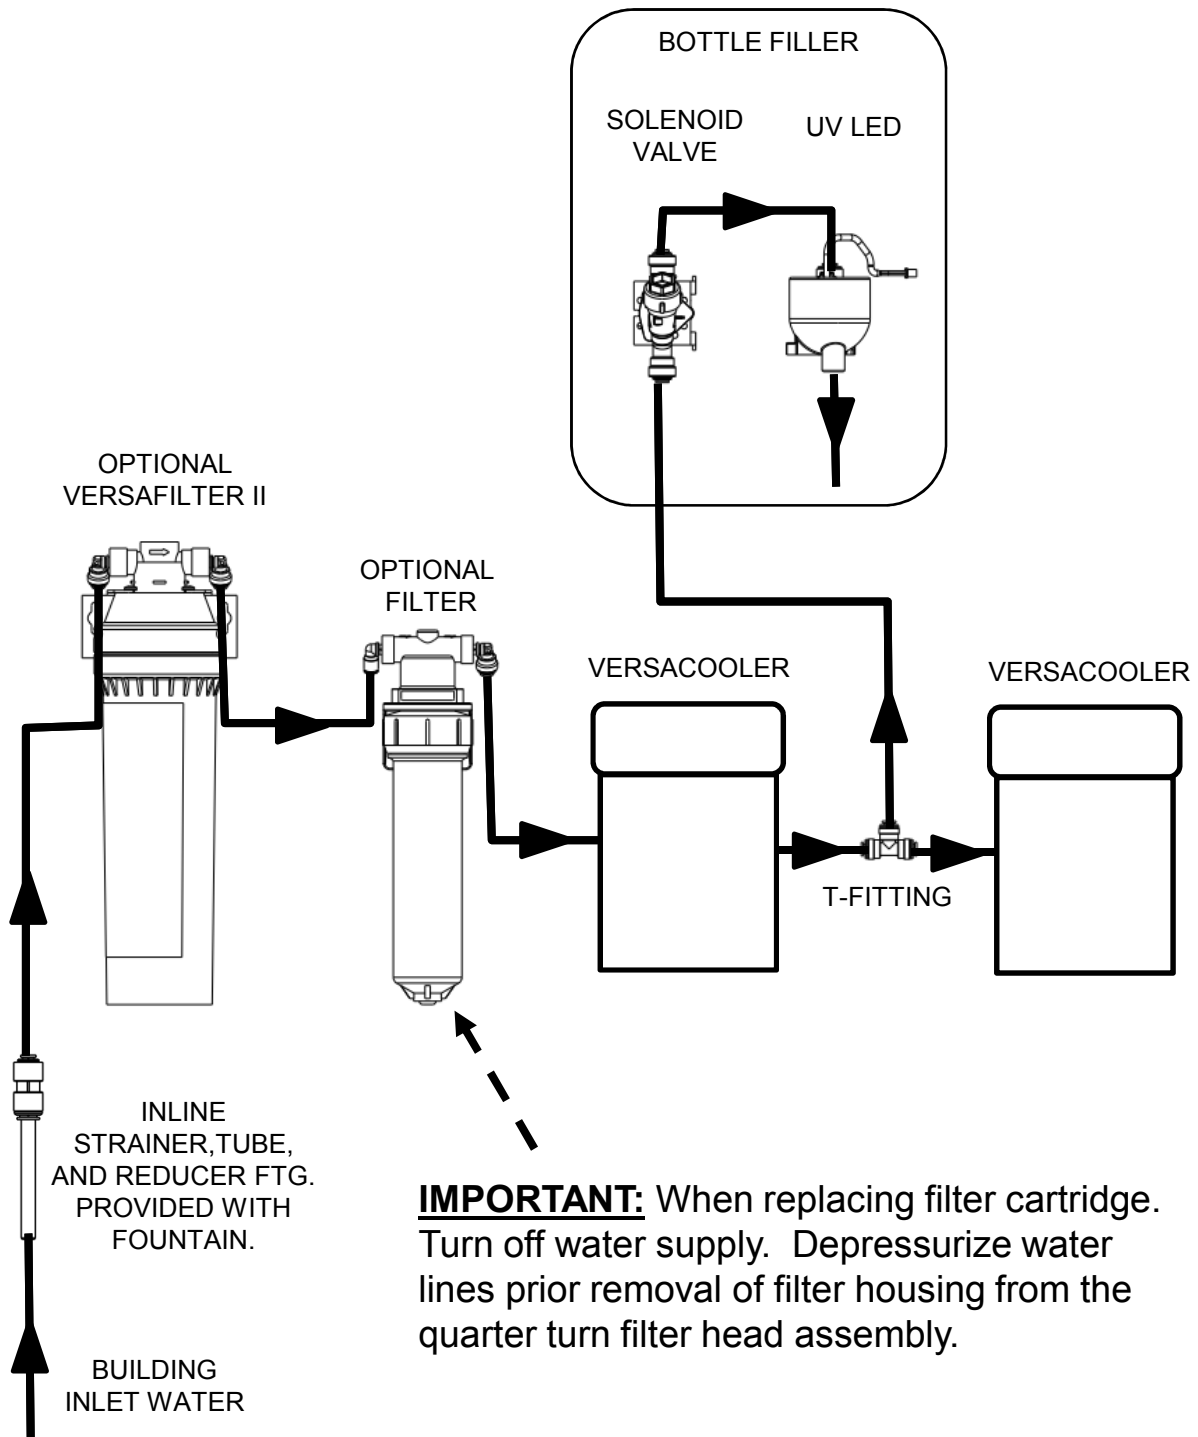 BOTTLE FILLER
SOLENOID
VALVE
UV LED
OPTIONAL
VERSAFILTER II
OPTIONAL
FILTER
VERSACOOLER
VERSACOOLER
T-FITTING
INLINE
STRAINER,TUBE,
AND REDUCER FTG.
PROVIDED WITH
FOUNTAIN.
IMPORTANT: When replacing filter cartridge.
Turn off water supply.  Depressurize water
lines prior removal of filter housing from the
quarter turn filter head assembly.
BUILDING
INLET WATER